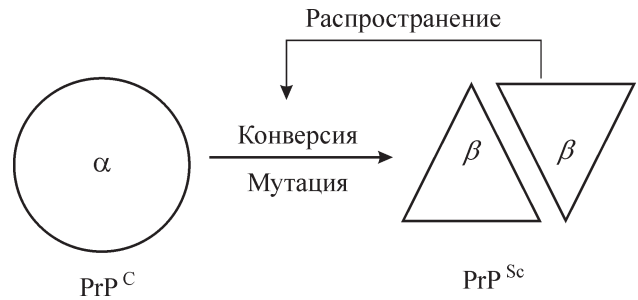 Распространение
α
Конверсия
Мутация
β
β
PrP C
PrP Sc